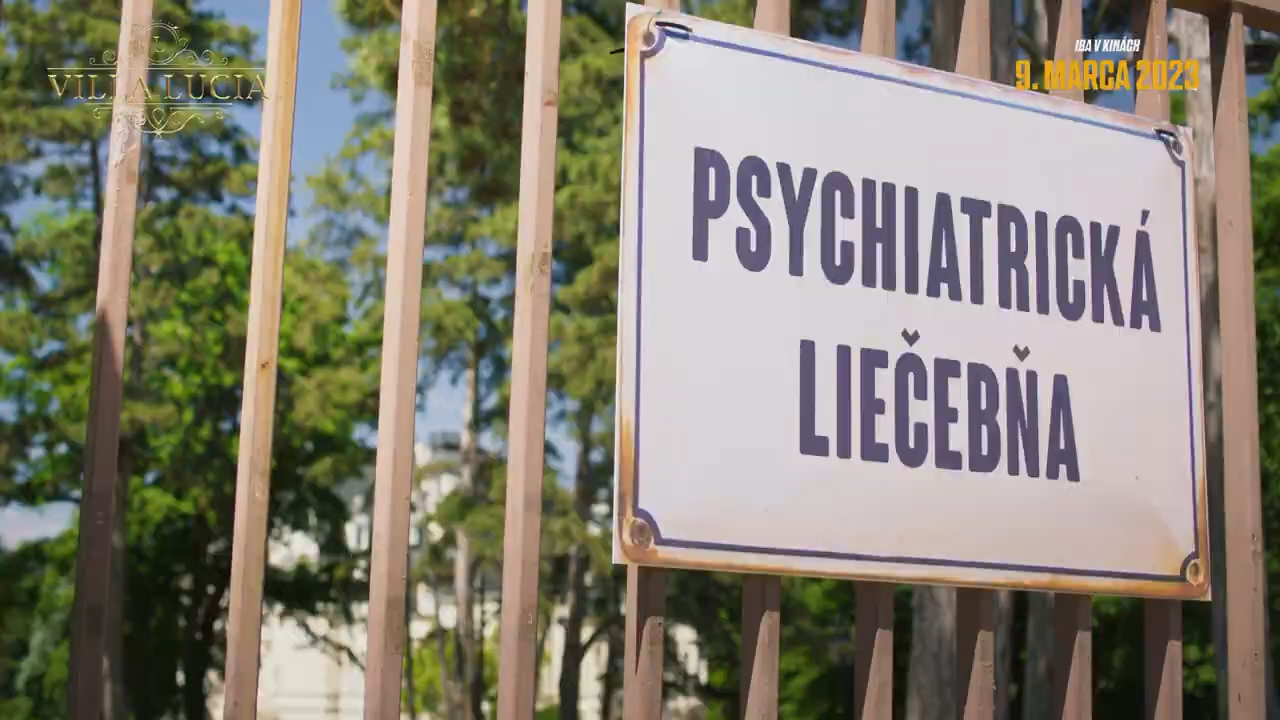 VILLA LUCIA
IBA V KINÁCH
9. MARCA 2023
PSYCHIATRICKÁ
LIEČEBŇA